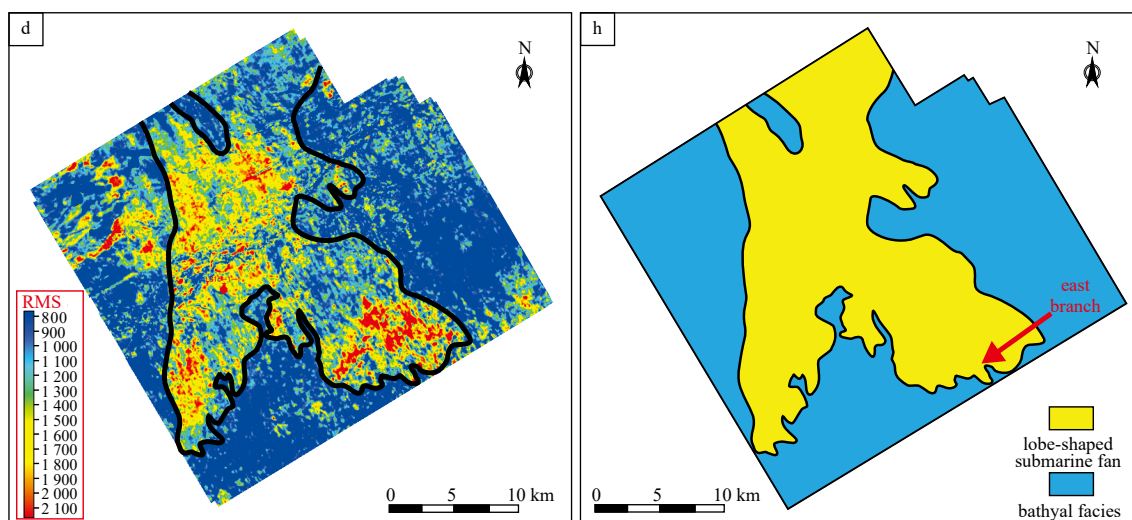 d
N
RMS
800
900
1 000
1 100
1 200
1 300
1 400
1 500
1 600
1 700
1 800
1 900
2 000
2 100
0 5 10 km
h
N
east
branch
lobe-shaped
submarine fan
bathyal facies
0 5 10 km